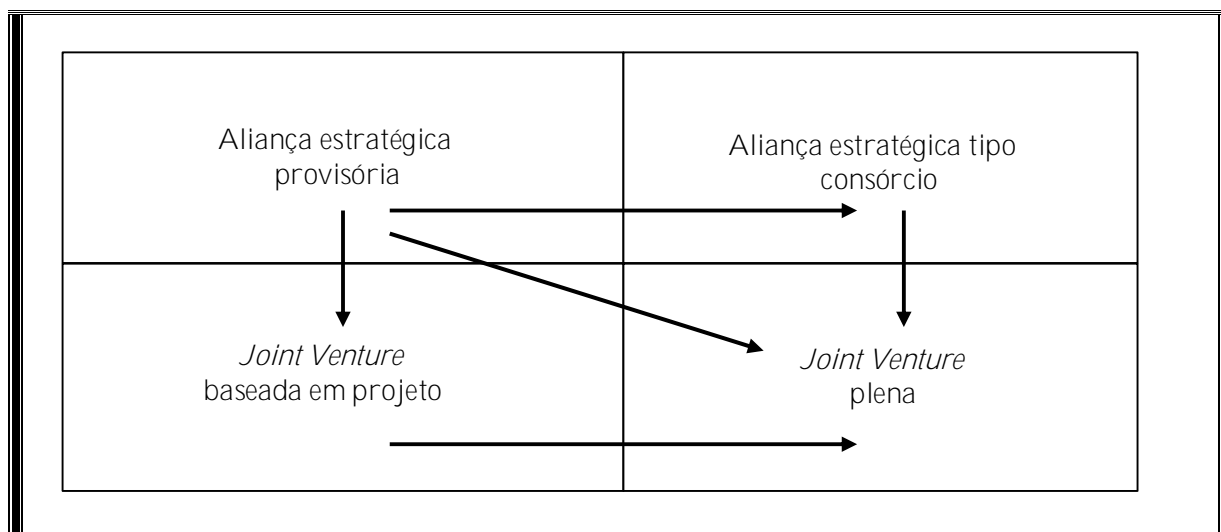 Aliança estratégica
provisória
Aliança estratégica tipo
consórcio
Joint Venture
baseada em projeto
Joint Venture
plena